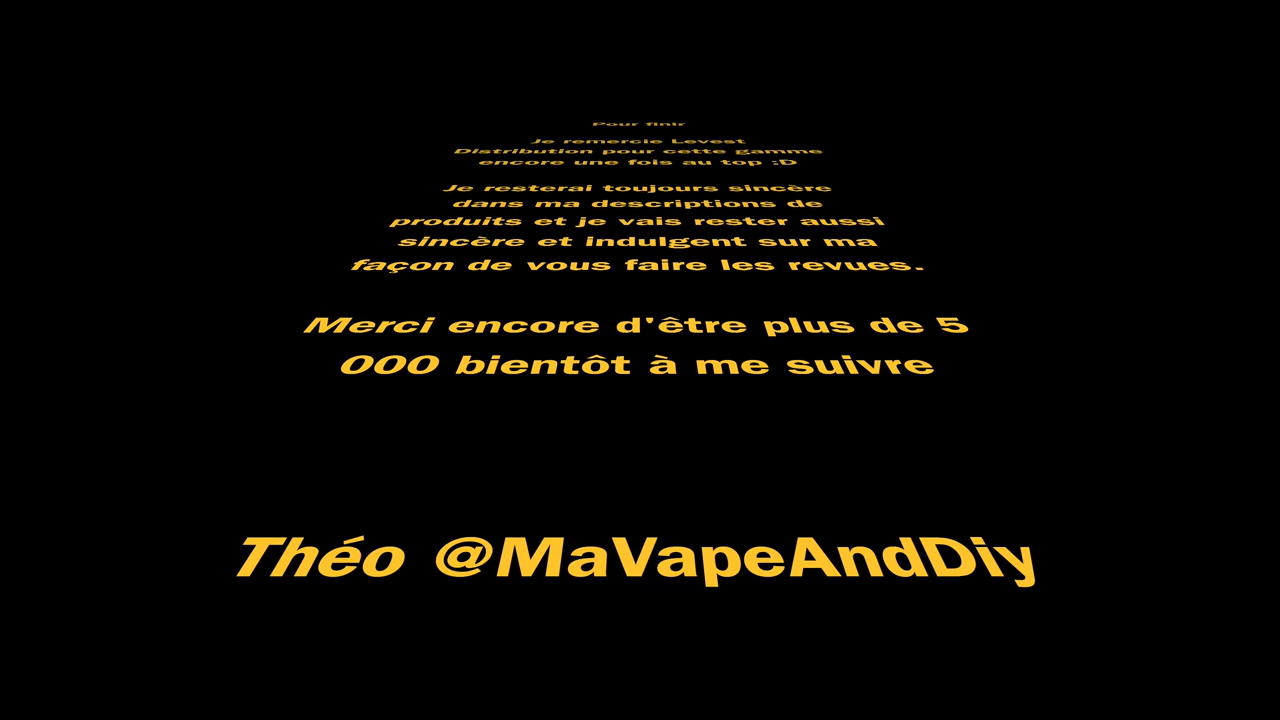 Pour finir
Je remercie Levest
Distribution pour cette gamme
encore une fois au top :D
Je resterai toujours sincère
dans ma descriptions de
produits et je vais rester aussi
sincère et indulgent sur ma
façon de vous faire les revues.
Merci encore d'être plus de 5
000 bientôt à me suivre
Théo @MaVapeAndDiy